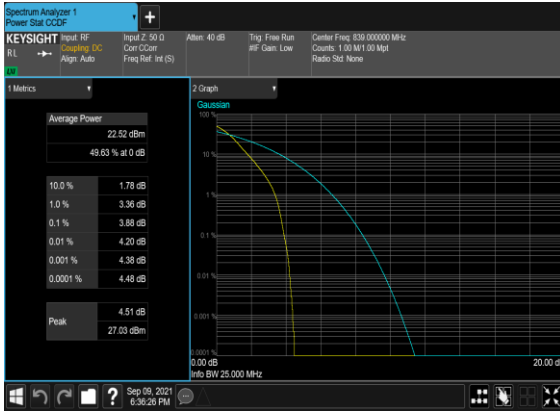 Spectrum Analyzer 1
Power Stat CCDF
+
KEYSIGHT
RL
Input: RF
Coupling: DC
Align: Auto
Input Z: 50 Ω
Corr CCorr
Freq Ref: Int (S)
Atten: 40 dB
Trig: Free Run
#IF Gain: Low
Center Freq: 839.000000 MHz
Counts: 1.00 M/1.00 Mpt
Radio Std: None
1 Metrics
Average Power
22.52 dBm
49.63 % at 0 dB
10.0 % 1.78 dB
1.0 % 3.36 dB
0.1 % 3.88 dB
0.01 % 4.20 dB
0.001 % 4.38 dB
0.0001 % 4.48 dB
Peak
4.51 dB
27.03 dBm
2 Graph
Gaussian
100 %
10 %
1 %
0.1 %
0.01 %
0.001 %
0.0001 %
0.00 dB
20.00 d
Info BW 25.000 MHz
?
Sep 09, 2021
6:36:26 PM